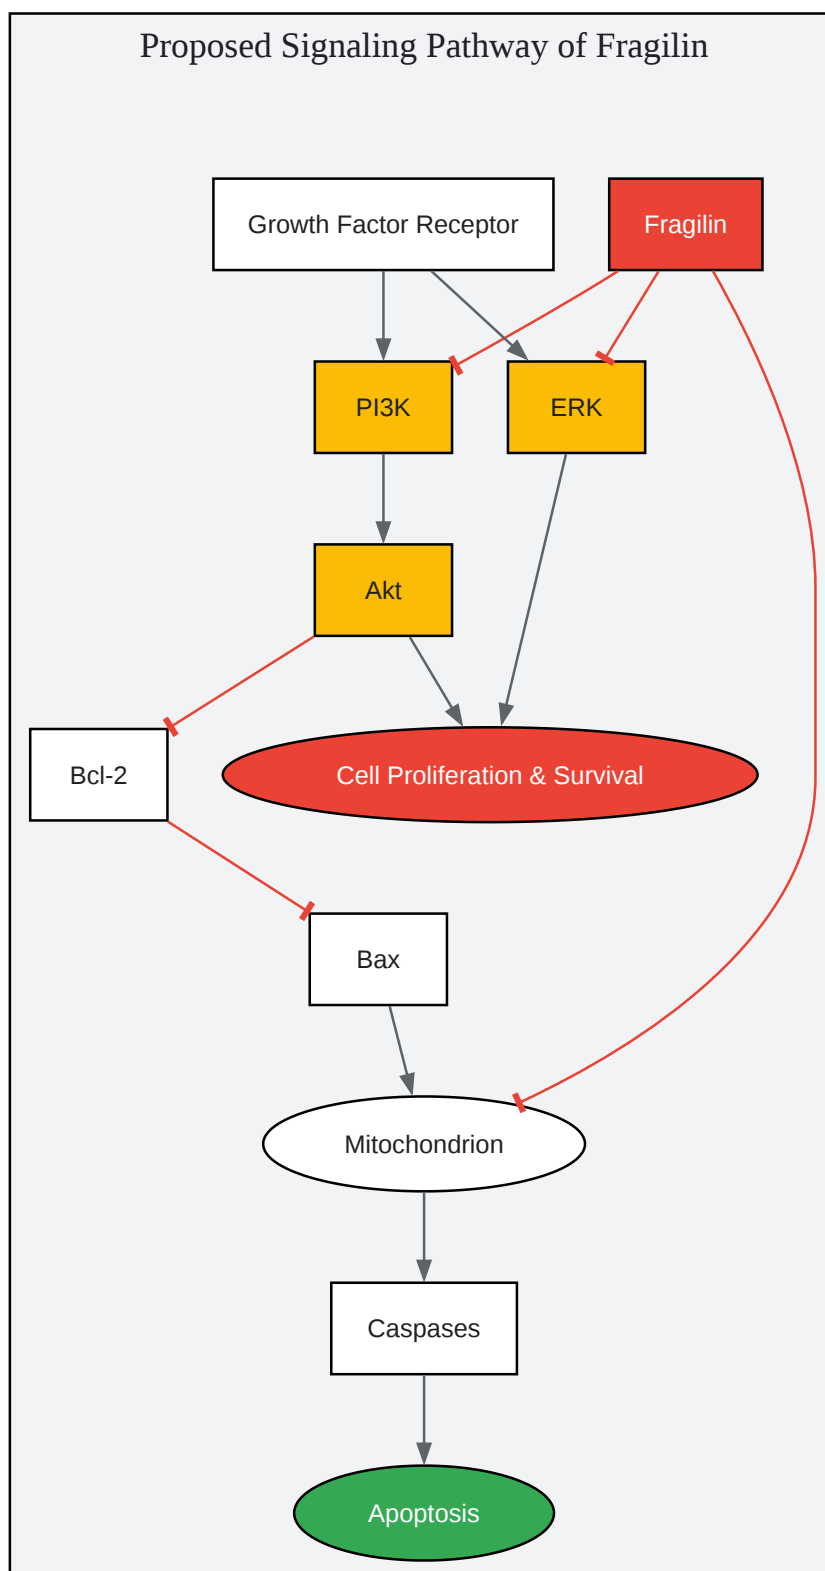 Proposed Signaling Pathway of Fragilin
Growth Factor Receptor
Fragilin
PI3K
ERK
Akt
Bcl-2
Cell Proliferation & Survival
Bax
Mitochondrion
Caspases
Apoptosis